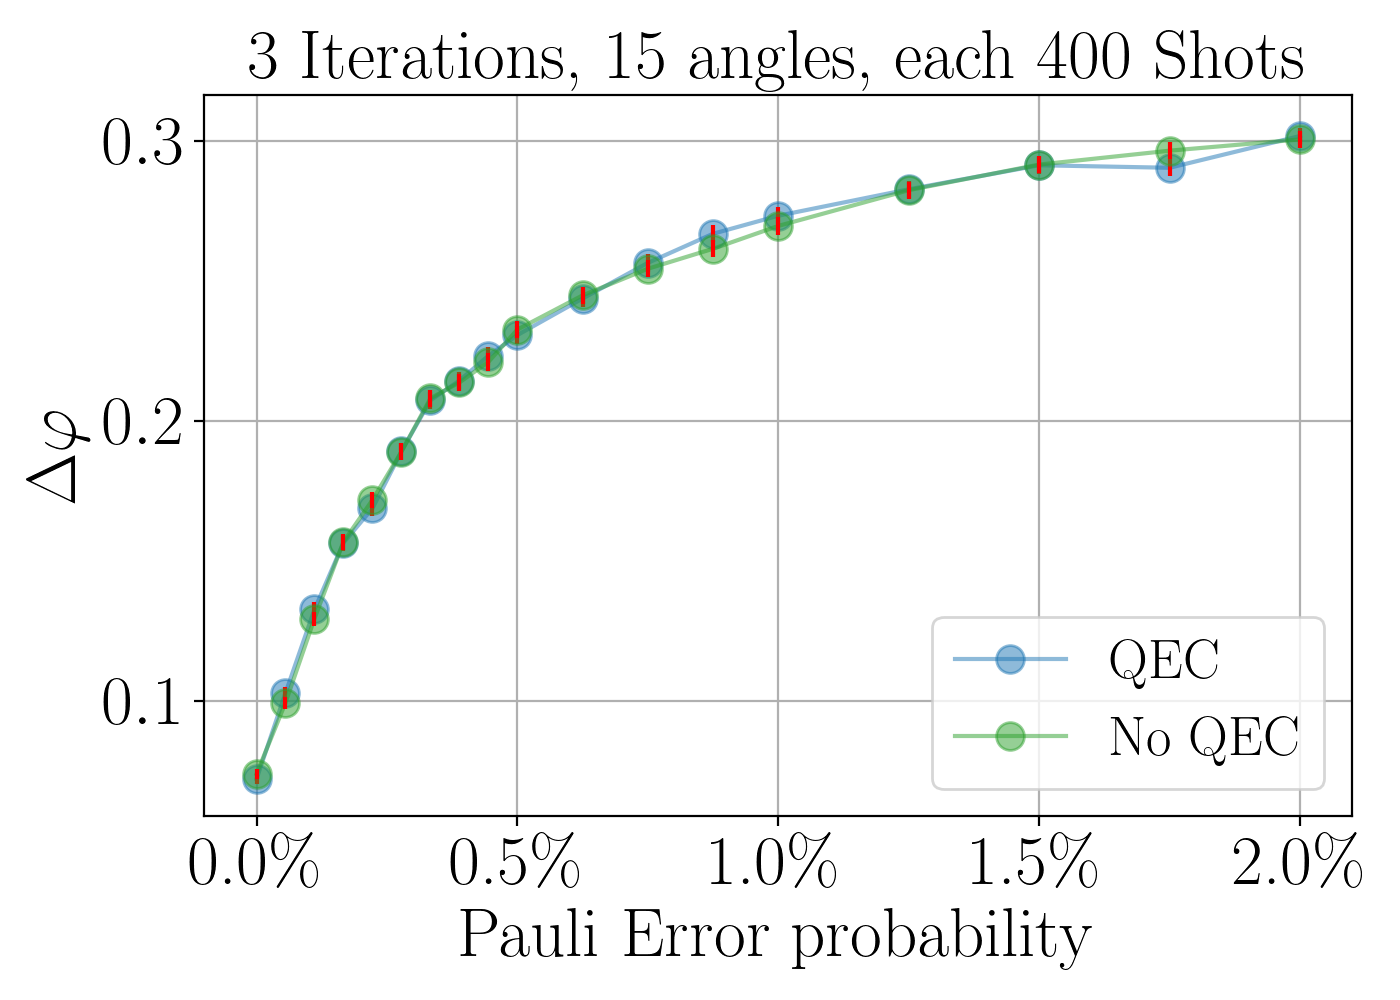 3 Iterations, 15 angles, each 400 Shots
0.3
0.2
0.1
Δφ
QEC
No QEC
0.0% 0.5% 1.0% 1.5% 2.0%
Pauli Error probability